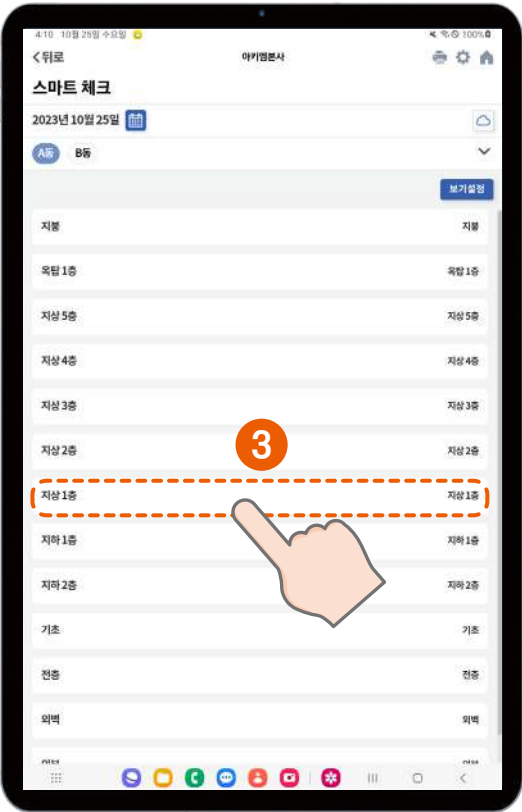 4:10 10월 25일 수요일 100%
뒤로 아키엠본사
스마트 체크
2023년 10월 25일
A동 B동
보기설정
지붕 지붕
옥탑 1층 옥탑 1층
지상 5층 지상 5층
지상 4층 지상 4층
지상 3층 지상 3층
3
지상 2층 지상 2층
지상 1층 지상 1층
지하 1층 지하 1층
지하 2층 지하 2층
기초 기초
전층 전층
외벽 외벽